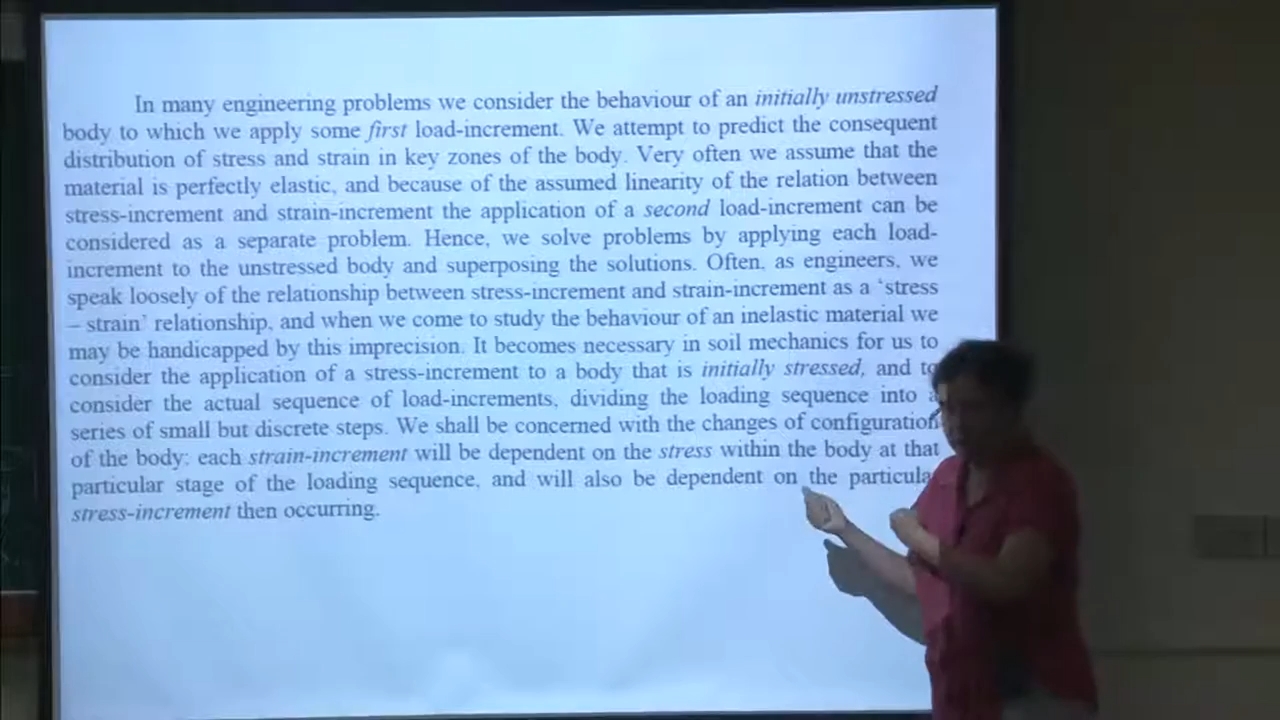 In many engineering problems we consider the behaviour of an initially unstressed
body to which we apply some first load-increment. We attempt to predict the consequent
distribution of stress and strain in key zones of the body. Very often we assume that the
material is perfectly elastic, and because of the assumed linearity of the relation between
stress-increment and strain-increment the application of a second load-increment can be
considered as a separate problem. Hence, we solve problems by applying each load-
increment to the unstressed body and superposing the solutions. Often, as engineers, we
speak loosely of the relationship between stress-increment and strain-increment as a ‘stress
– strain’ relationship, and when we come to study the behaviour of an inelastic material we
may be handicapped by this imprecision. It becomes necessary in soil mechanics for us to
consider the application of a stress-increment to a body that is initially stressed, and to
consider the actual sequence of load-increments, dividing the loading sequence into a
series of small but discrete steps. We shall be concerned with the changes of configuration
of the body: each strain-increment will be dependent on the stress within the body at that
particular stage of the loading sequence, and will also be dependent on the particula
stress-increment then occurring.